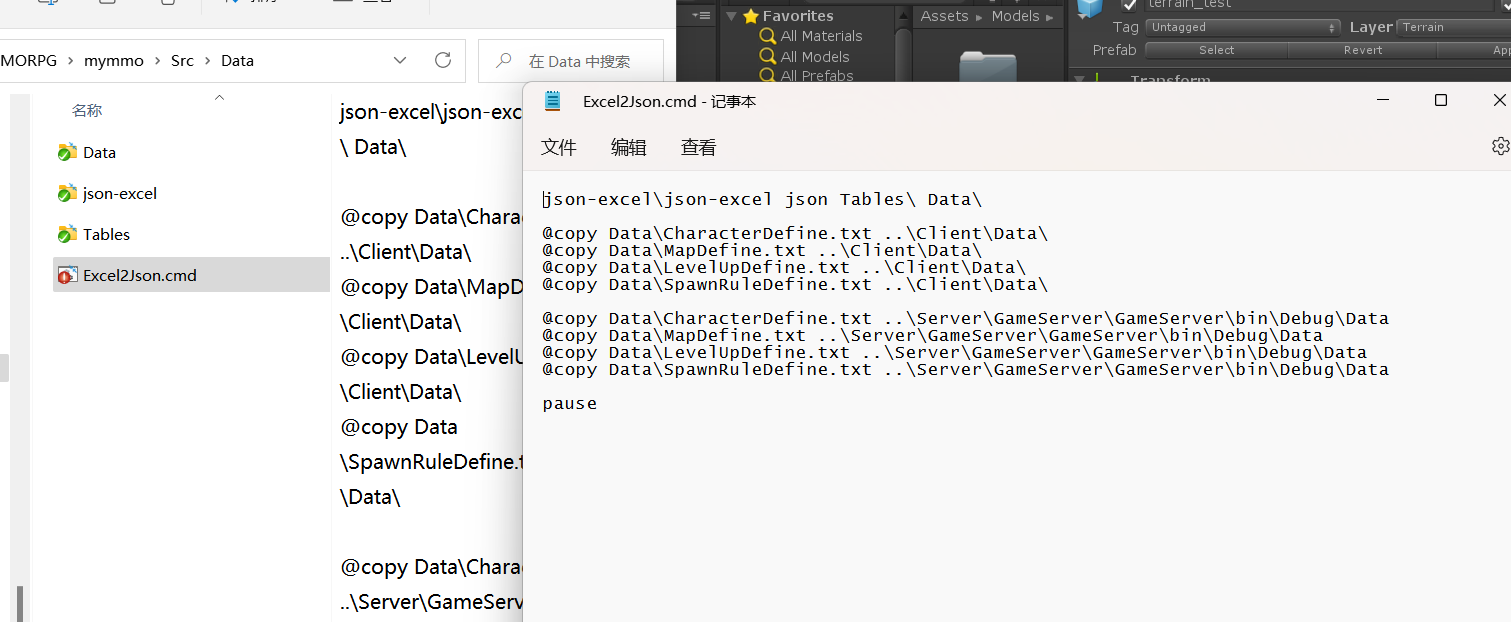 MORPG › mymmo › Src › Data
在 Data 中搜索
名称
Data
json-excel
Tables
Excel2Json.cmd
json-excel\json-exc
\ Data\
@copy Data\Charac
..\Client\Data\
@copy Data\MapD
\Client\Data\
@copy Data\LevelU
\Client\Data\
@copy Data
\SpawnRuleDefine.t
\Data\
@copy Data\Charac
..\Server\GameServ
Favorites
All Materials
All Models
All Prefabs
Assets ▸ Models ▸
terrain_test
Tag Untagged Layer Terrain
Prefab Select Revert App
Transform
Excel2Json.cmd - 记事本
文件 编辑 查看
json-excel\json-excel json Tables\ Data\
@copy Data\CharacterDefine.txt ..\Client\Data\
@copy Data\MapDefine.txt ..\Client\Data\
@copy Data\LevelUpDefine.txt ..\Client\Data\
@copy Data\SpawnRuleDefine.txt ..\Client\Data\
@copy Data\CharacterDefine.txt ..\Server\GameServer\GameServer\bin\Debug\Data
@copy Data\MapDefine.txt ..\Server\GameServer\GameServer\bin\Debug\Data
@copy Data\LevelUpDefine.txt ..\Server\GameServer\GameServer\bin\Debug\Data
@copy Data\SpawnRuleDefine.txt ..\Server\GameServer\GameServer\bin\Debug\Data
pause